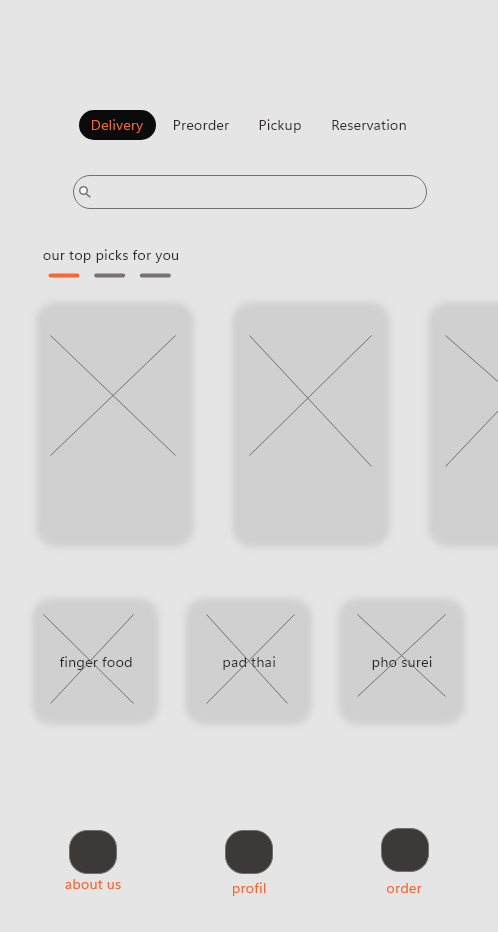 Delivery Preorder Pickup Reservation
our top picks for you
finger food pad thai pho surei
about us profil order